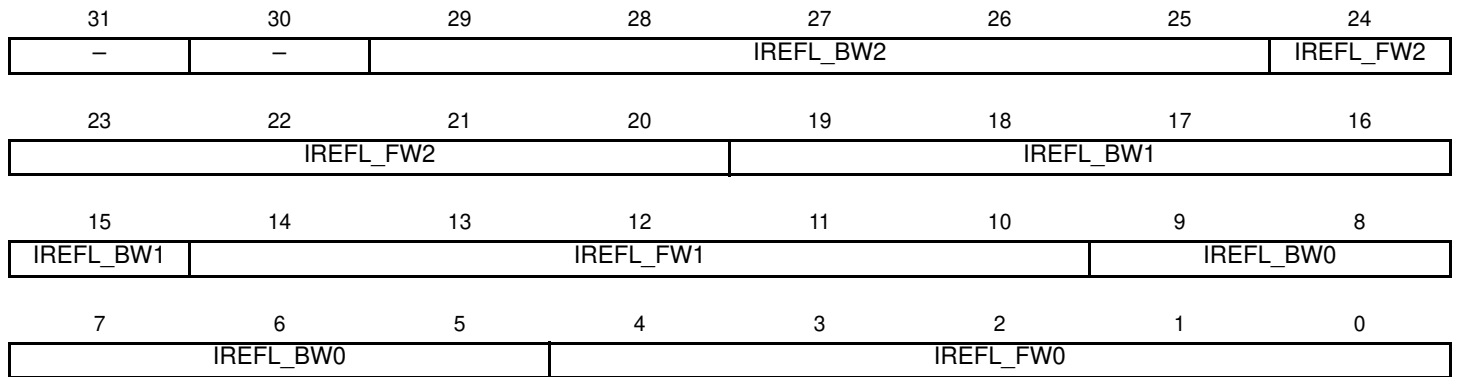 31 30 29 28 27 26 25 24
– – IREFL_BW2 IREFL_FW2
23 22 21 20 19 18 17 16
IREFL_FW2 IREFL_BW1
15 14 13 12 11 10 9 8
IREFL_BW1 IREFL_FW1 IREFL_BW0
7 6 5 4 3 2 1 0
IREFL_BW0 IREFL_FW0